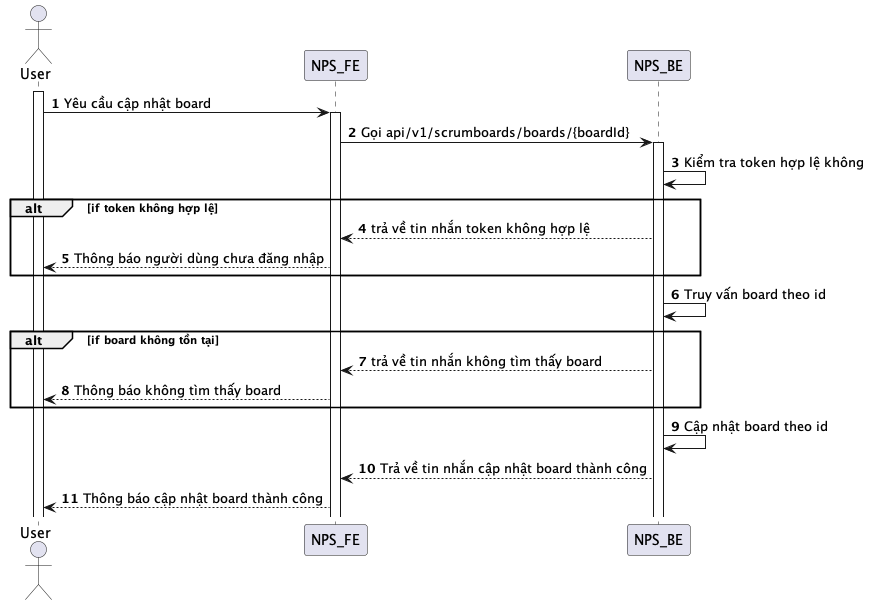 User
NPS_FE
NPS_BE
1 Yêu cầu cập nhật board
2 Gọi api/v1/scrumboards/boards/{boardId}
3 Kiểm tra token hợp lệ không
alt [if token không hợp lệ]
4 trả về tin nhắn token không hợp lệ
5 Thông báo người dùng chưa đăng nhập
6 Truy vấn board theo id
alt [if board không tồn tại]
7 trả về tin nhắn không tìm thấy board
8 Thông báo không tìm thấy board
9 Cập nhật board theo id
10 Trả về tin nhắn cập nhật board thành công
11 Thông báo cập nhật board thành công
User
NPS_FE
NPS_BE